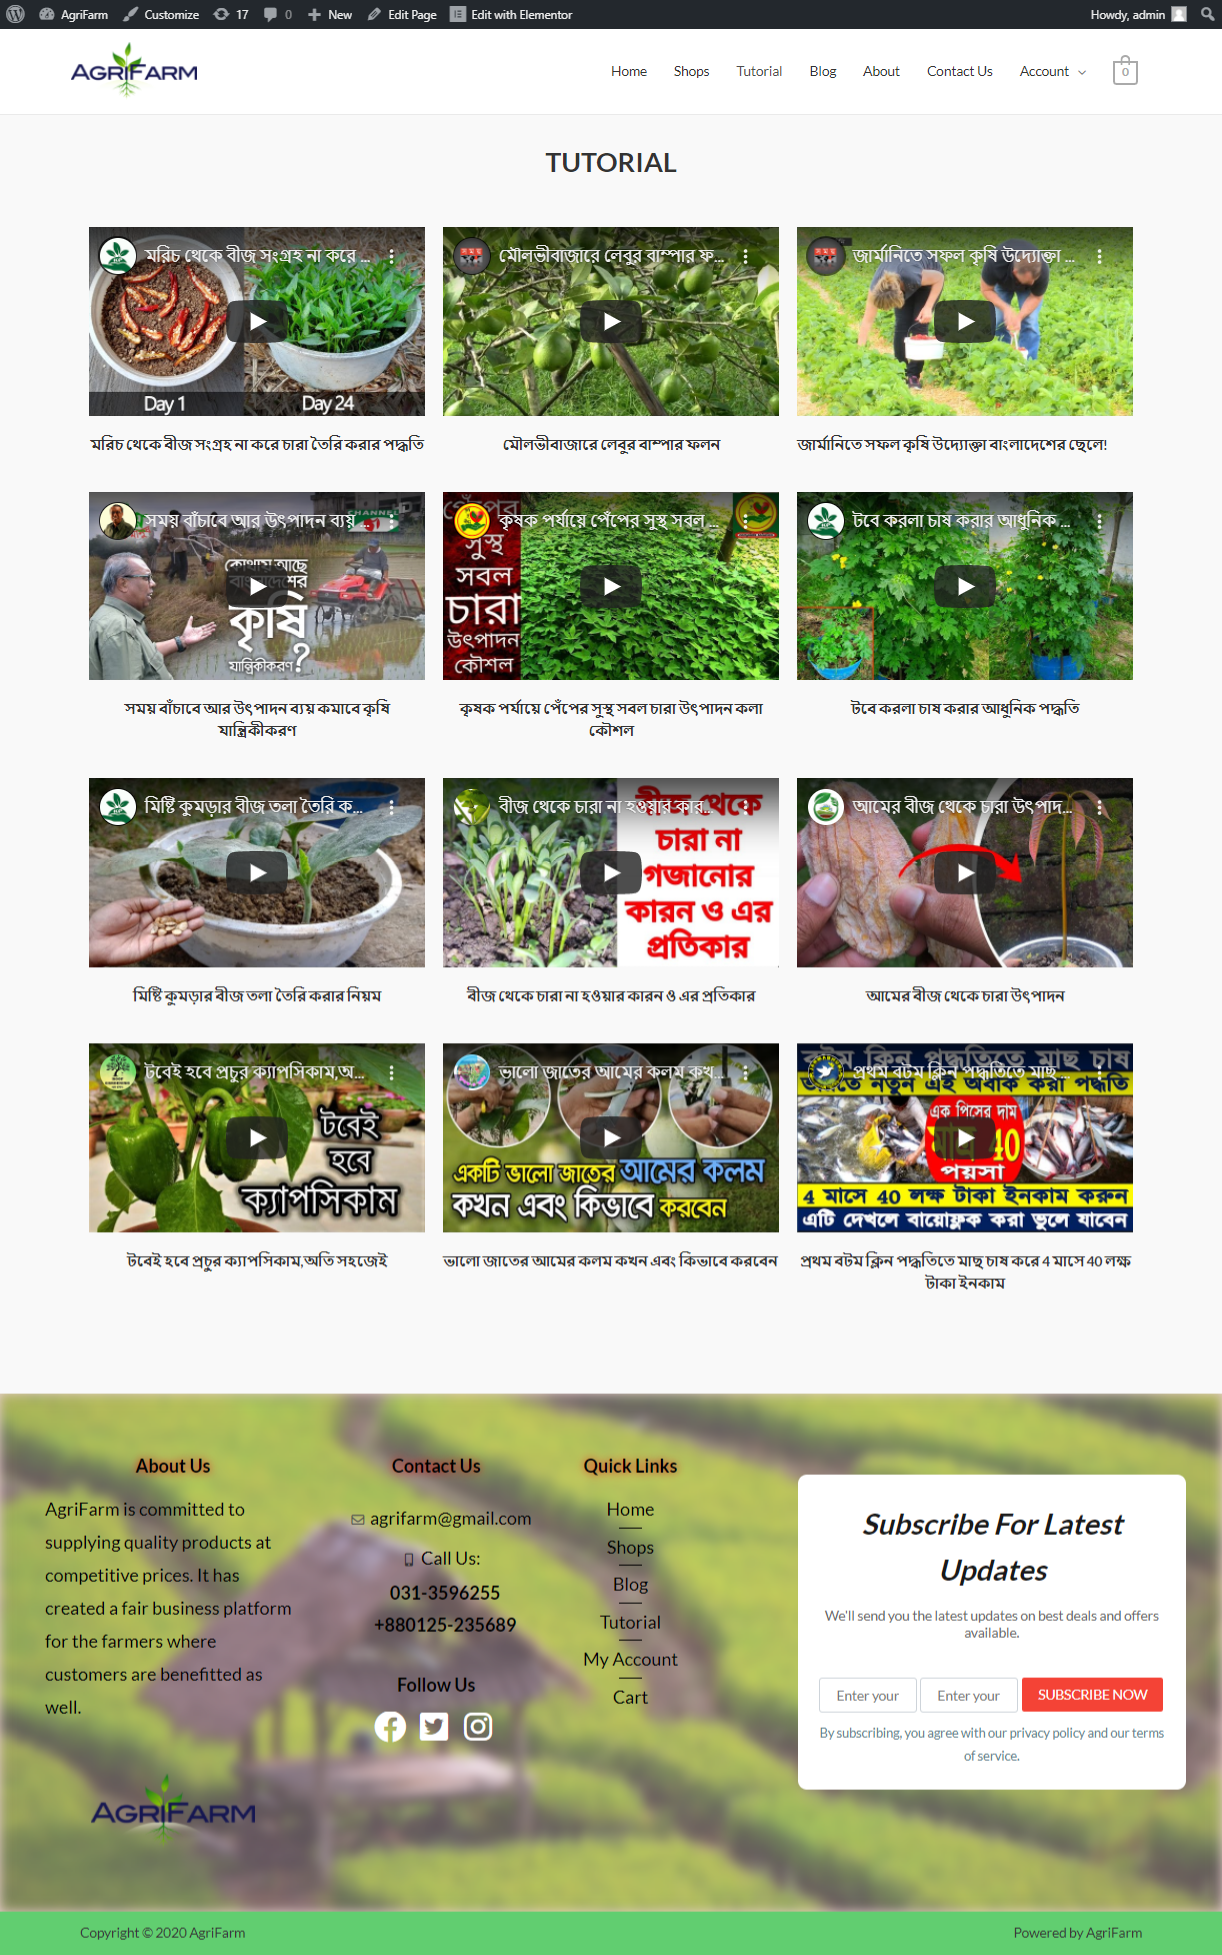 AgriFarm Customize 17 0 New Edit Page Edit with Elementor Howdy, admin
AGRIFARM Home Shops Tutorial Blog About Contact Us Account 0
TUTORIAL
মরিচ থেকে বীজ সংগ্রহ না করে ...
Day 1 Day 24
মৌলভীবাজারে লেবুর বাম্পার ফ...
জার্মানিতে সফল কৃষি উদ্যোক্তা ...
মরিচ থেকে বীজ সংগ্রহ না করে চারা তৈরি করার পদ্ধতি
মৌলভীবাজারে লেবুর বাম্পার ফলন
জার্মানিতে সফল কৃষি উদ্যোক্তা বাংলাদেশের ছেলে!
সময় বাঁচাবে আর উৎপাদন ব্যয় ...
কোথায় আছে
বাংলাদেশের
কৃষি
যান্ত্রিকীকরণ?
কৃষক পর্যায়ে পেঁপের সুস্থ সবল ...
পেঁপের
সুস্থ
সবল
চারা
উৎপাদন
কৌশল
টবে করলা চাষ করার আধুনিক ...
সময় বাঁচাবে আর উৎপাদন ব্যয় কমাবে কৃষি
যান্ত্রিকীকরণ
কৃষক পর্যায়ে পেঁপের সুস্থ সবল চারা উৎপাদন কলা
কৌশল
টবে করলা চাষ করার আধুনিক পদ্ধতি
মিষ্টি কুমড়ার বীজ তলা তৈরি ক...
বীজ থেকে চারা না হওয়ার কার...
বীজ থেকে
চারা না
গজানোর
কারন ও এর
প্রতিকার
আমের বীজ থেকে চারা উৎপাদ...
মিষ্টি কুমড়ার বীজ তলা তৈরি করার নিয়ম
বীজ থেকে চারা না হওয়ার কারন ও এর প্রতিকার
আমের বীজ থেকে চারা উৎপাদন
টবেই হবে প্রচুর ক্যাপসিকাম,অ...
টবেই
হবে
ক্যাপসিকাম
ভালো জাতের আমের কলম কখ...
একটি ভালো জাতের আমের কলম
কখন এবং কিভাবে করবেন
প্রথম বটম ক্লিন পদ্ধতিতে মাছ ...
বটম ক্লিন পদ্ধতিতে মাছ চাষ
নতুন এই অবাক করা পদ্ধতি
এক পিসের দাম
মাত্র 40
পয়সা
4 মাসে 40 লক্ষ টাকা ইনকাম করুন
এটি দেখলে বায়োফ্লক করা ভুলে যাবেন
টবেই হবে প্রচুর ক্যাপসিকাম,অতি সহজেই
ভালো জাতের আমের কলম কখন এবং কিভাবে করবেন
প্রথম বটম ক্লিন পদ্ধতিতে মাছ চাষ করে 4 মাসে 40 লক্ষ
টাকা ইনকাম
About Us
AgriFarm is committed to
supplying quality products at
competitive prices. It has
created a fair business platform
for the farmers where
customers are benefitted as
well.
AGRIFARM
Contact Us
agrifarm@gmail.com
Call Us:
031-3596255
+880125-235689
Follow Us
Quick Links
Home
Shops
Blog
Tutorial
My Account
Cart
Subscribe For Latest
Updates
We'll send you the latest updates on best deals and offers
available.
Enter your Enter your SUBSCRIBE NOW
By subscribing, you agree with our privacy policy and our terms
of service.
Copyright © 2020 AgriFarm Powered by AgriFarm